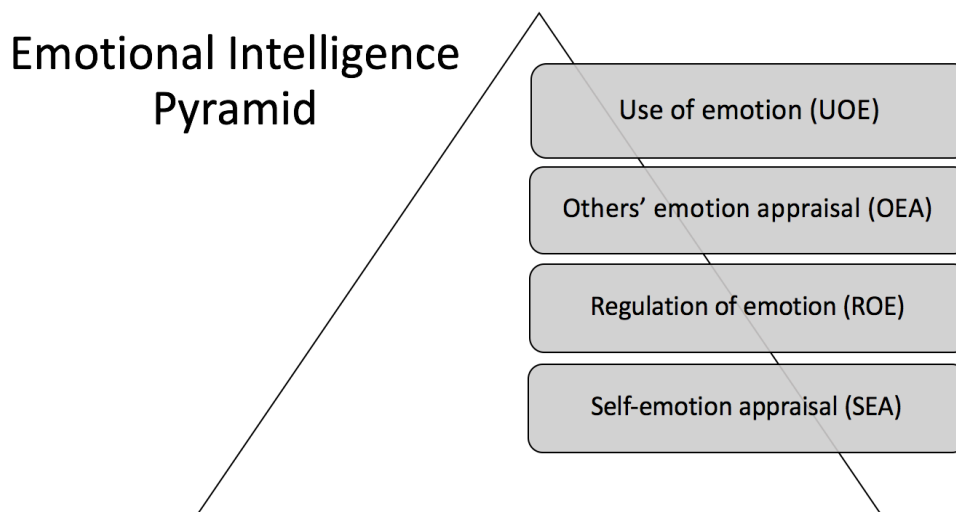 Emotional Intelligence
Pyramid
Use of emotion (UOE)
Others’ emotion appraisal (OEA)
Regulation of emotion (ROE)
Self-emotion appraisal (SEA)